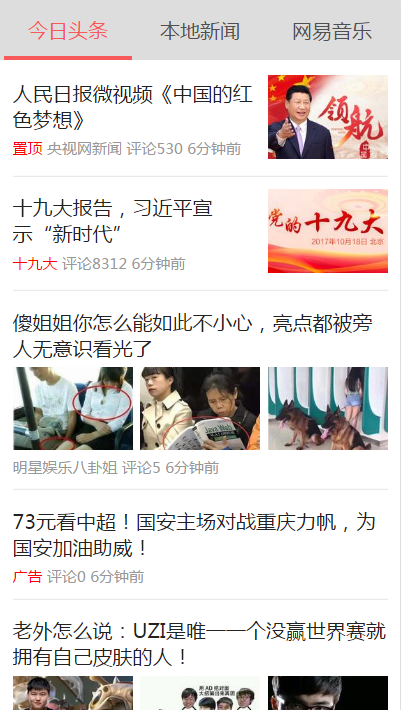 今日头条 本地新闻 网易音乐
人民日报微视频《中国的红
色梦想》
置顶 央视网新闻 评论530 6分钟前
领航
十九大报告，习近平宣
示“新时代”
十九大 评论8312 6分钟前
党的十九大
2017年10月18日 北京
傻姐姐你怎么能如此不小心，亮点都被旁
人无意识看光了
Java Web
明星娱乐八卦姐 评论5 6分钟前
73元看中超！国安主场对战重庆力帆，为
国安加油助威！
广告 评论0 6分钟前
老外怎么说：UZI是唯一一个没赢世界赛就
拥有自己皮肤的人！